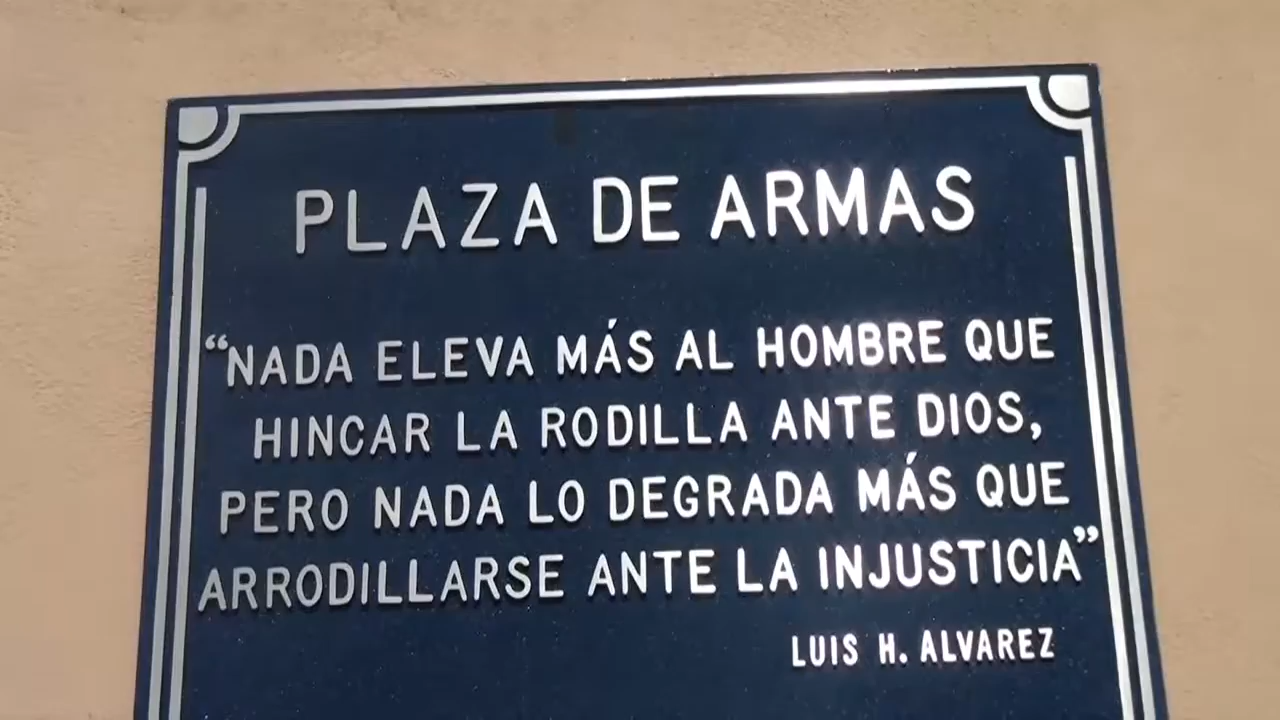 PLAZA DE ARMAS
“NADA ELEVA MÁS AL HOMBRE QUE
HINCAR LA RODILLA ANTE DIOS,
PERO NADA LO DEGRADA MÁS QUE
ARRODILLARSE ANTE LA INJUSTICIA”
LUIS H. ALVAREZ